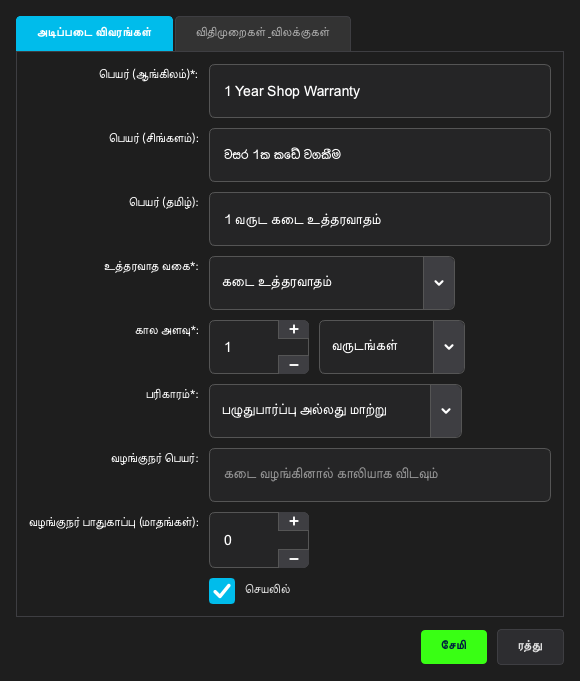 அடிப்படை விவரங்கள்
விதிமுறைகள் _விலக்குகள்
பெயர் (ஆங்கிலம்)*:
1 Year Shop Warranty
பெயர் (சிங்களம்):
වසර 1ක කඩේ වගකීම
பெயர் (தமிழ்):
1 வருட கடை உத்தரவாதம்
உத்தரவாத வகை*:
கடை உத்தரவாதம்
கால அளவு*:
1
வருடங்கள்
பரிகாரம்*:
பழுதுபார்ப்பு அல்லது மாற்று
வழங்குநர் பெயர்:
கடை வழங்கினால் காலியாக விடவும்
வழங்குநர் பாதுகாப்பு (மாதங்கள்):
0
செயலில்
சேமி
ரத்து